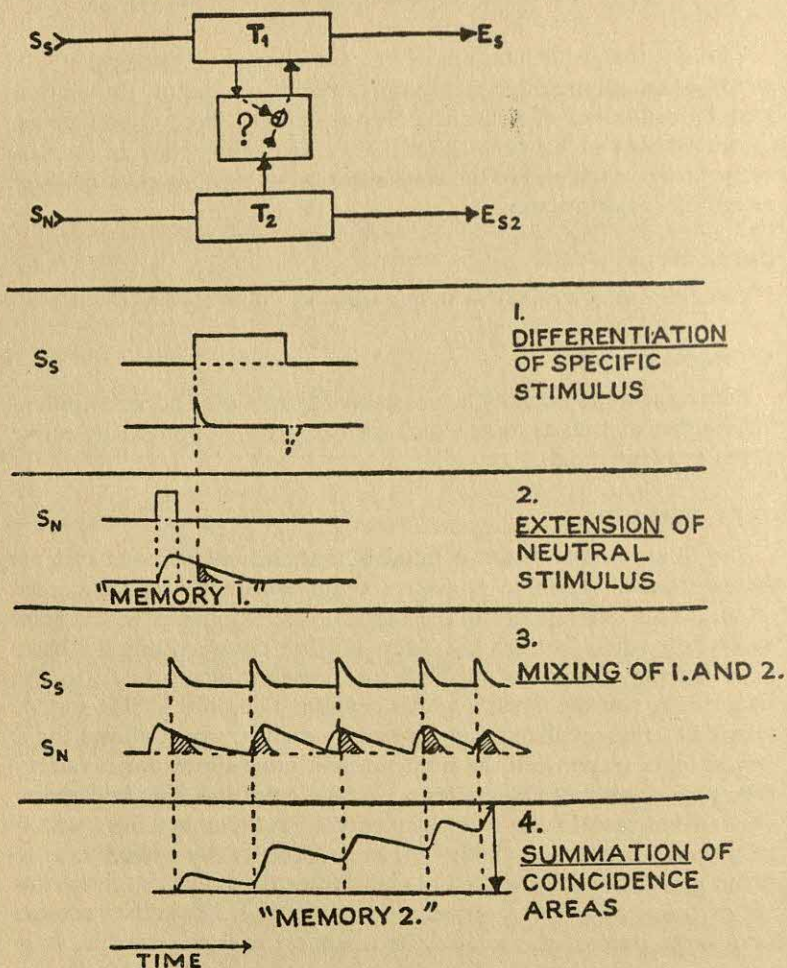 Ss T1 Es
?
SN T2 Es2
1.
DIFFERENTIATION
OF SPECIFIC
STIMULUS
Ss
2.
EXTENSION OF
NEUTRAL
STIMULUS
SN
"MEMORY 1."
3.
MIXING OF 1. AND 2.
Ss
SN
4.
SUMMATION OF
COINCIDENCE
AREAS
"MEMORY 2."
TIME